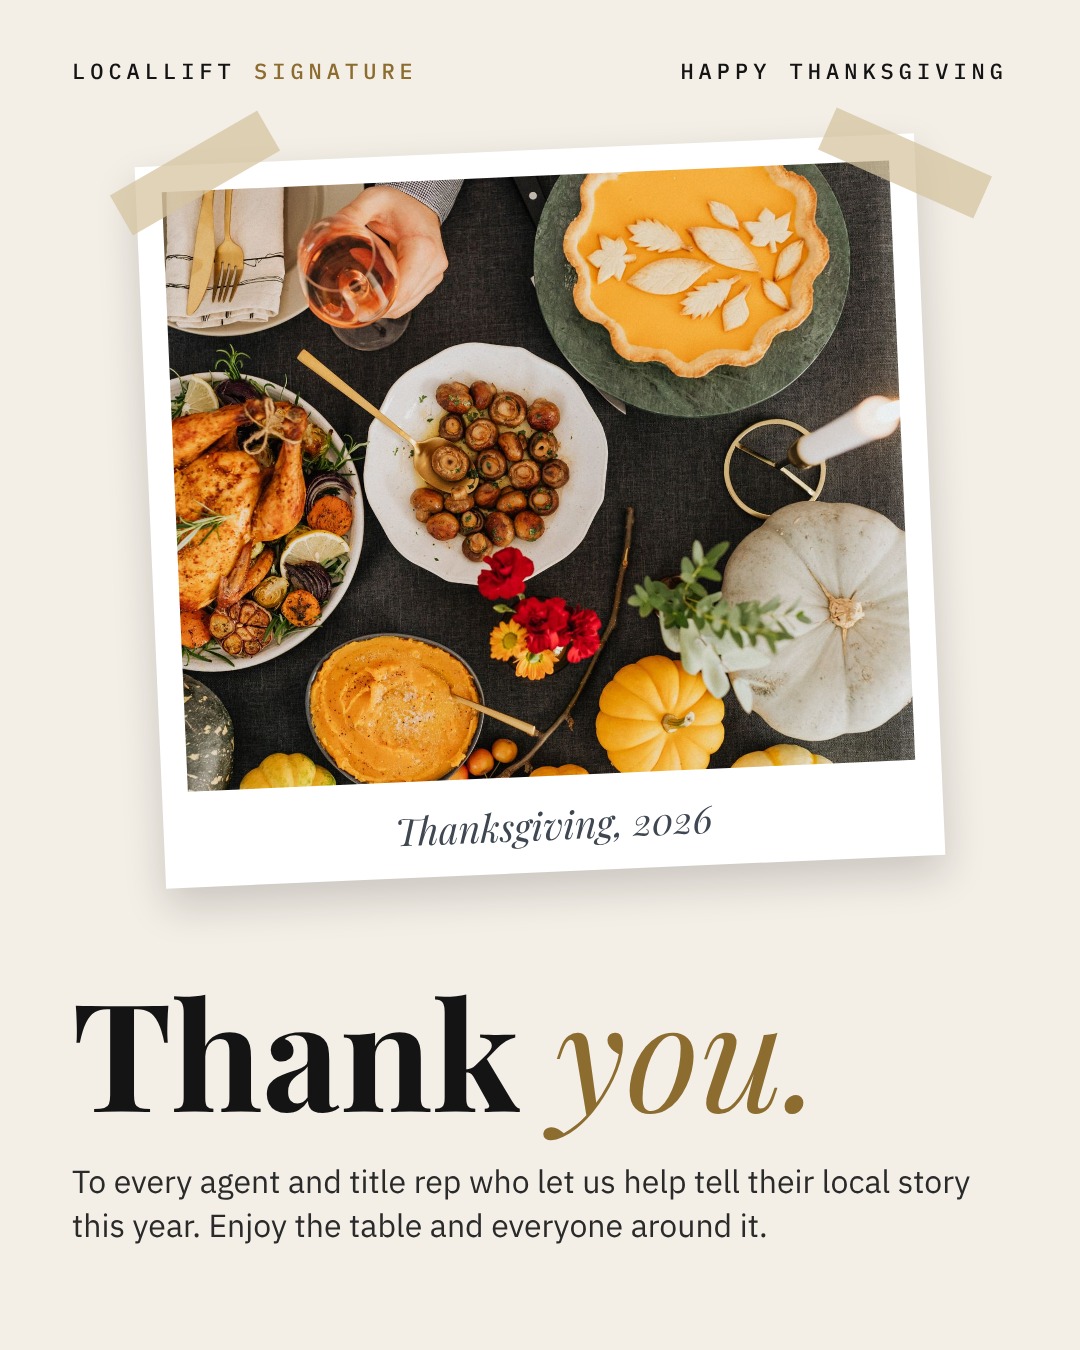 LOCALLIFT SIGNATURE
HAPPY THANKSGIVING
Thanksgiving, 2026
Thank you.
To every agent and title rep who let us help tell their local story
this year. Enjoy the table and everyone around it.